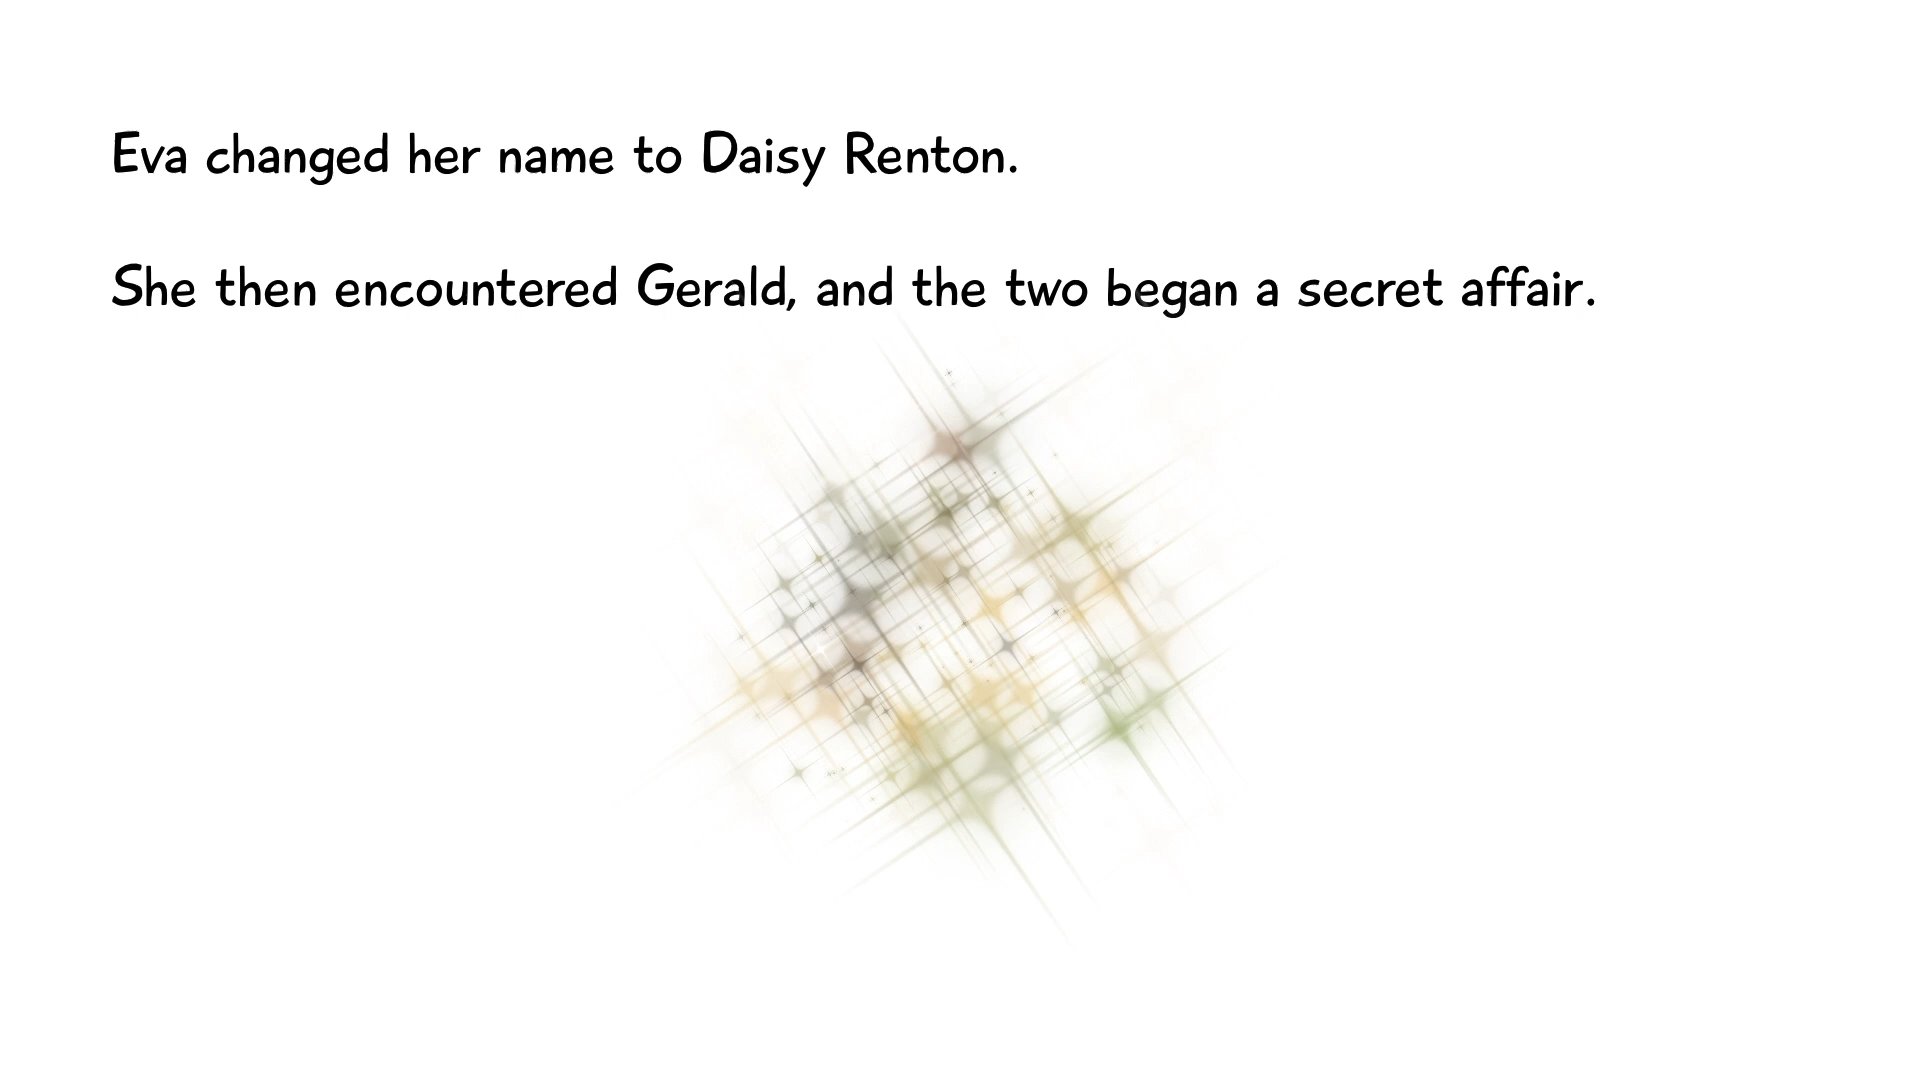 Eva changed her name to Daisy Renton.
She then encountered Gerald, and the two began a secret affair.